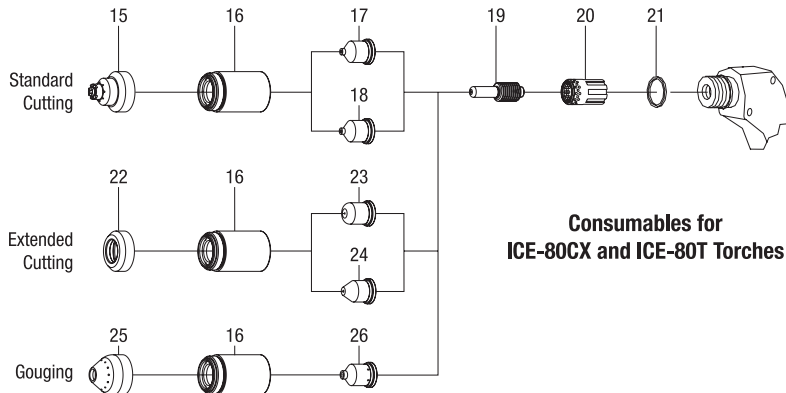 15 16 17 19 20 21
Standard
Cutting
18
22 16 23
Extended
Cutting
24
Consumables for
ICE-80CX and ICE-80T Torches
25 16 26
Gouging